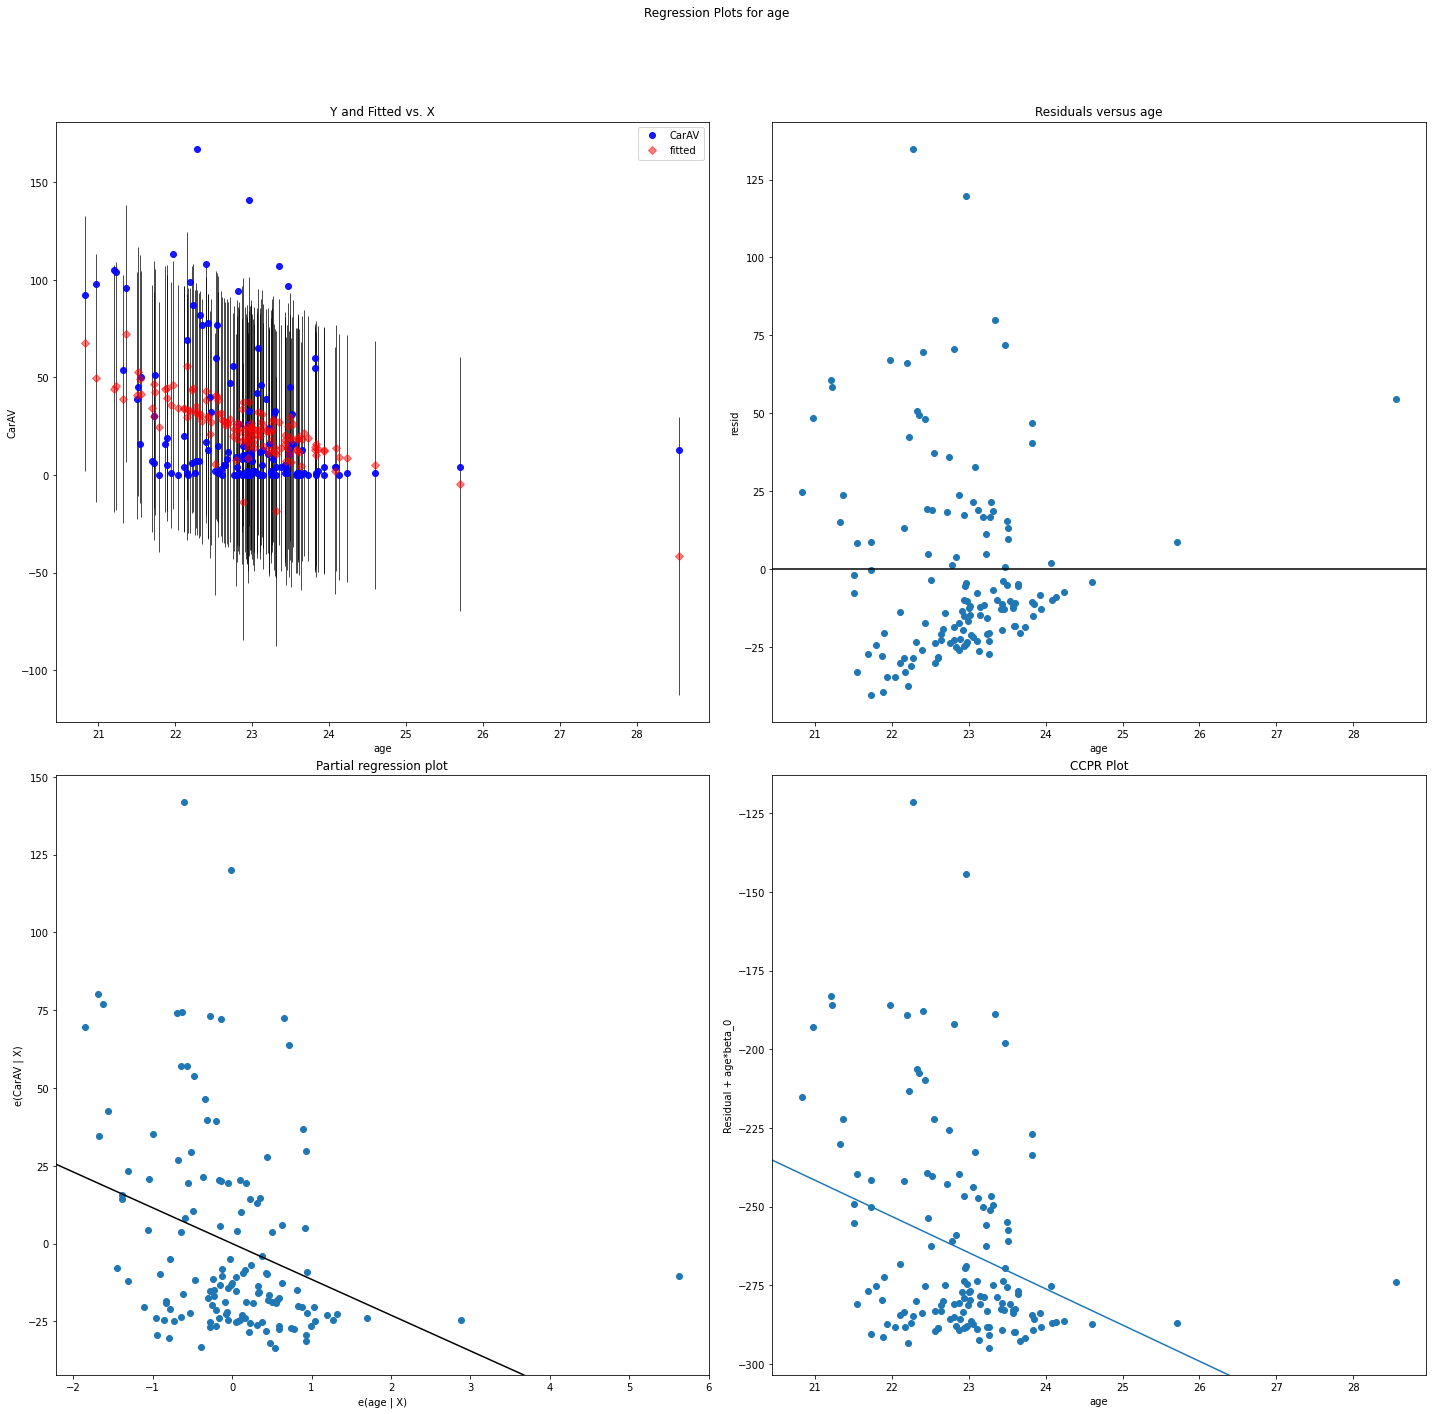 Regression Plots for age
Y and Fitted vs. X
CarAV
fitted
150
100
50
0
−50
−100
CarAV
21 22 23 24 25 26 27 28
age
Residuals versus age
125
100
75
50
25
0
−25
resid
21 22 23 24 25 26 27 28
age
Partial regression plot
150
125
100
75
50
25
0
−25
e(CarAV | X)
−2 −1 0 1 2 3 4 5 6
e(age | X)
CCPR Plot
−125
−150
−175
−200
−225
−250
−275
−300
Residual + age*beta_0
21 22 23 24 25 26 27 28
age